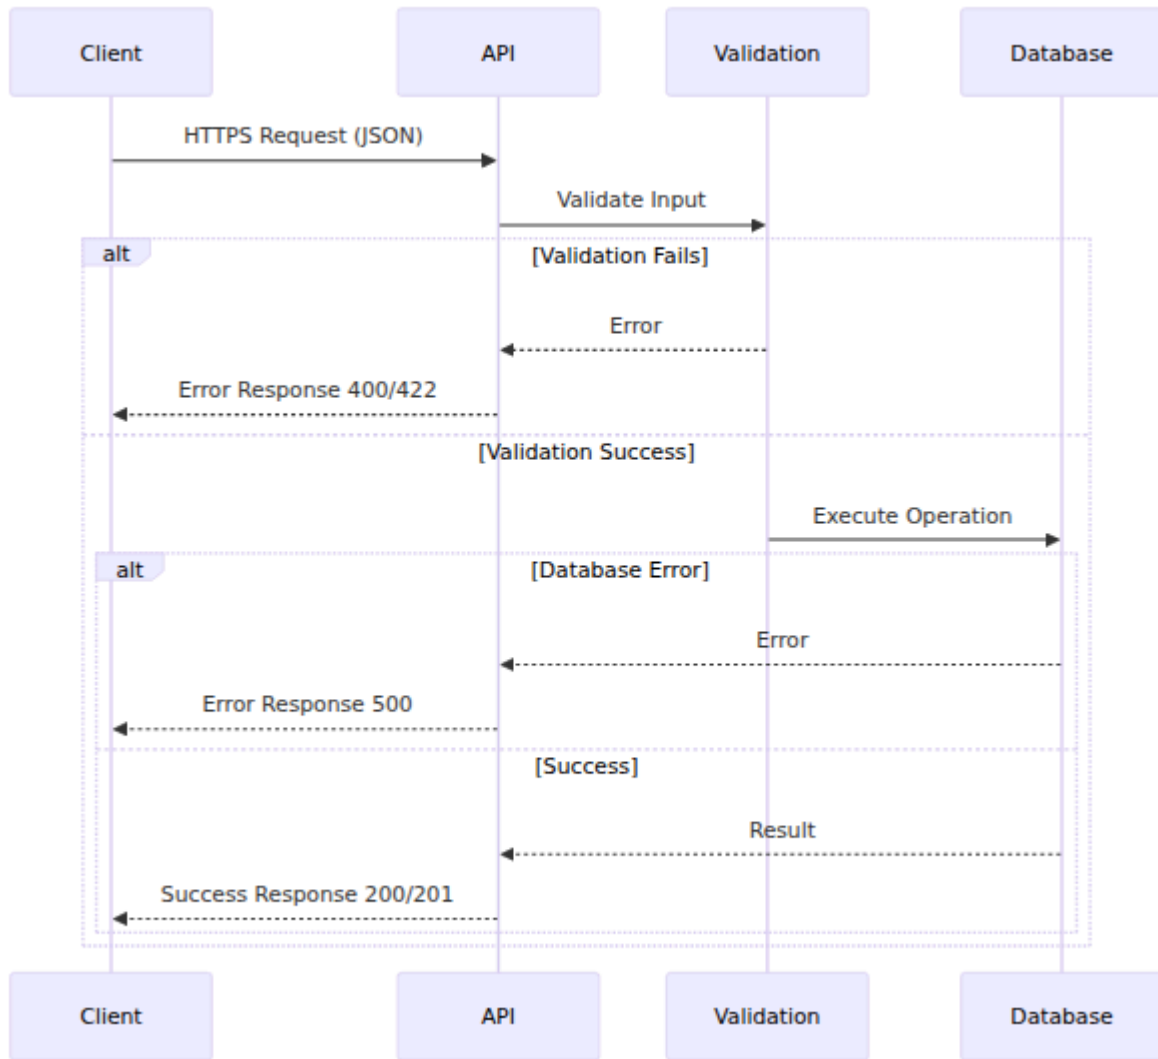 Client
API
Validation
Database
HTTPS Request (JSON)
Validate Input
alt
[Validation Fails]
Error
Error Response 400/422
[Validation Success]
Execute Operation
alt
[Database Error]
Error
Error Response 500
[Success]
Result
Success Response 200/201
Client
API
Validation
Database